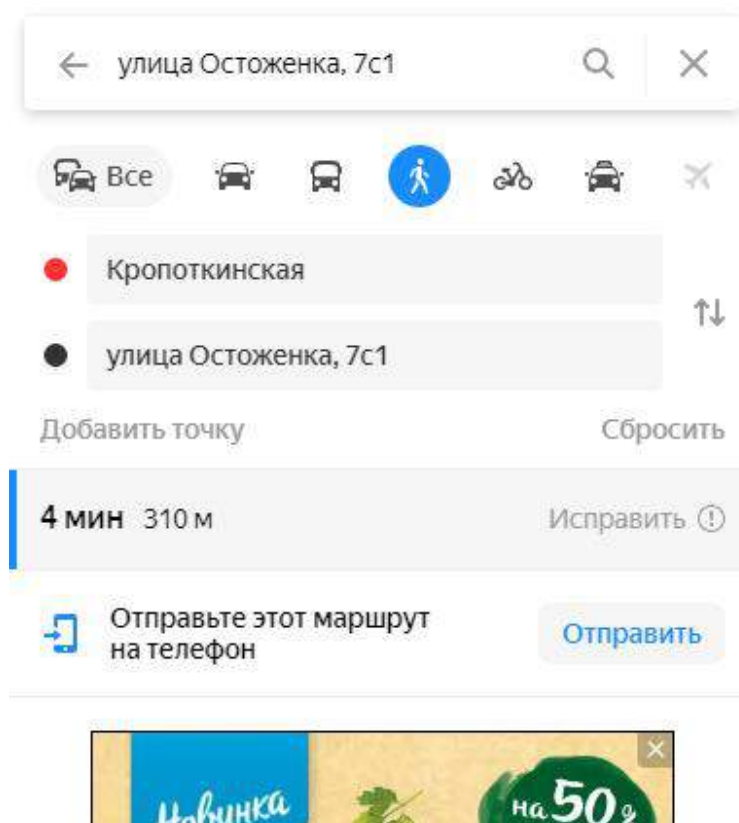 улица Остоженка, 7с1
Все
Кропоткинская
улица Остоженка, 7с1
Добавить точку
Сбросить
4 мин 310 м
Исправить
Отправьте этот маршрут
на телефон
Отправить
Новинка
на 50 г